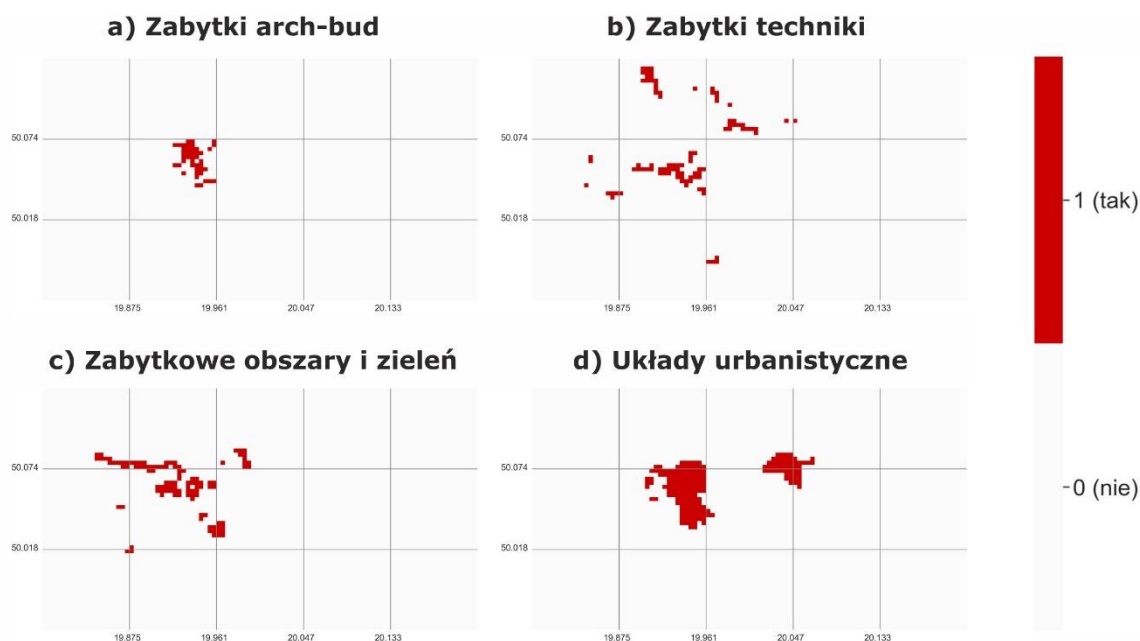 a) Zabytki arch-bud
b) Zabytki techniki
50.074
50.018
19.875 19.961 20.047 20.133
50.074
50.018
19.875 19.961 20.047 20.133
1 (tak)
c) Zabytkowe obszary i zieleń
d) Układy urbanistyczne
50.074
50.018
19.875 19.961 20.047 20.133
50.074
50.018
19.875 19.961 20.047 20.133
0 (nie)